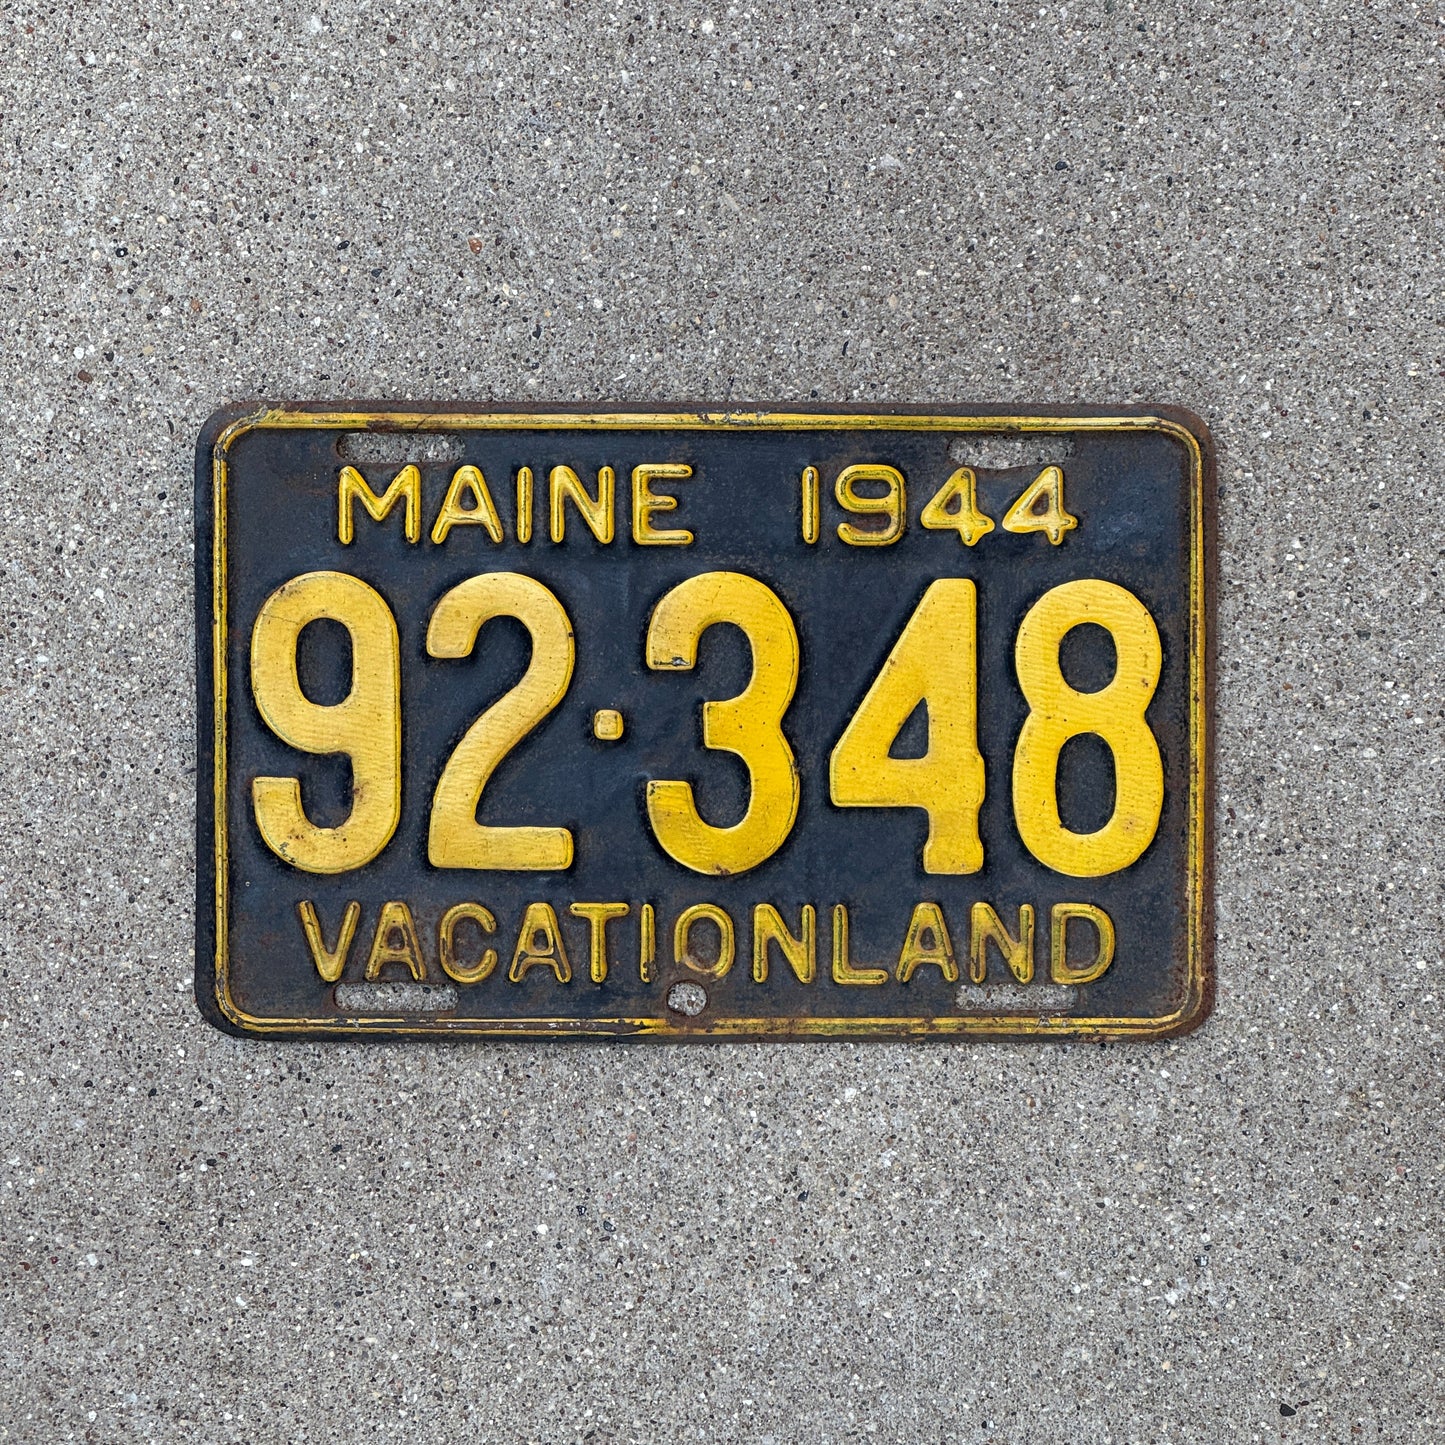 MAINE 1944
92·348
VACATIONLAND